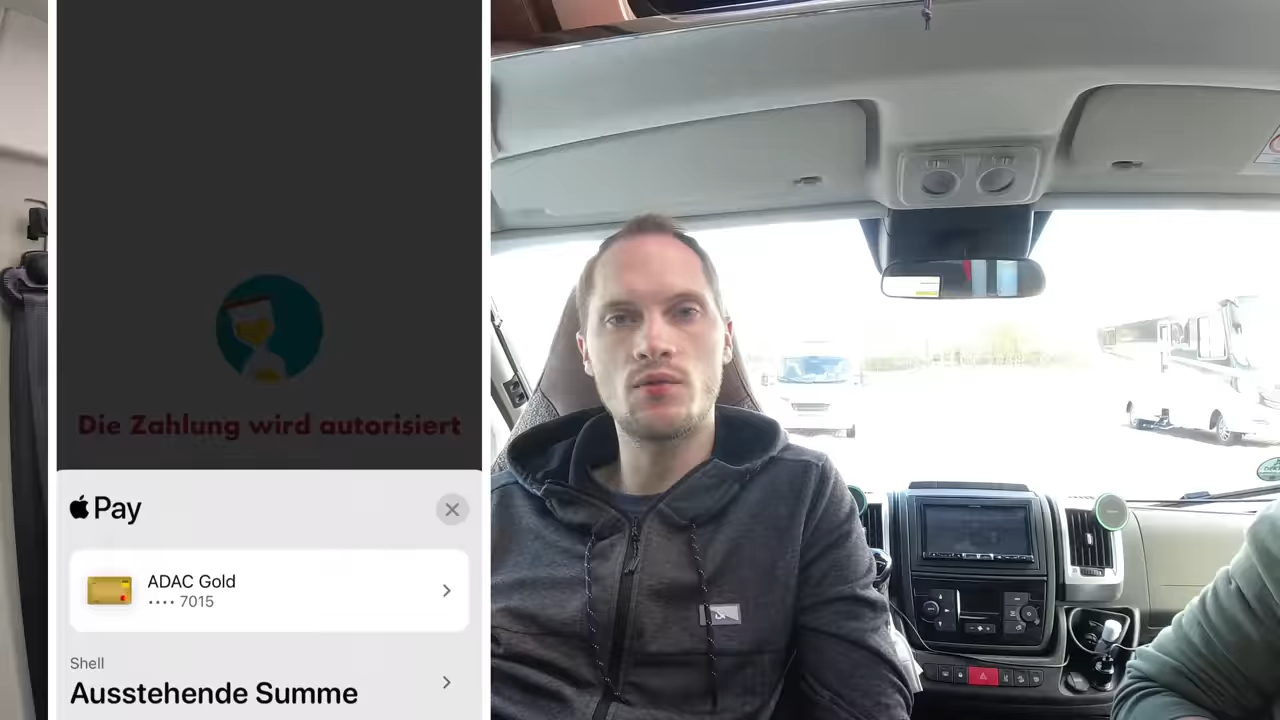 Die Zahlung wird autorisiert
Pay
ADAC Gold
•••• 7015
Shell
Ausstehende Summe